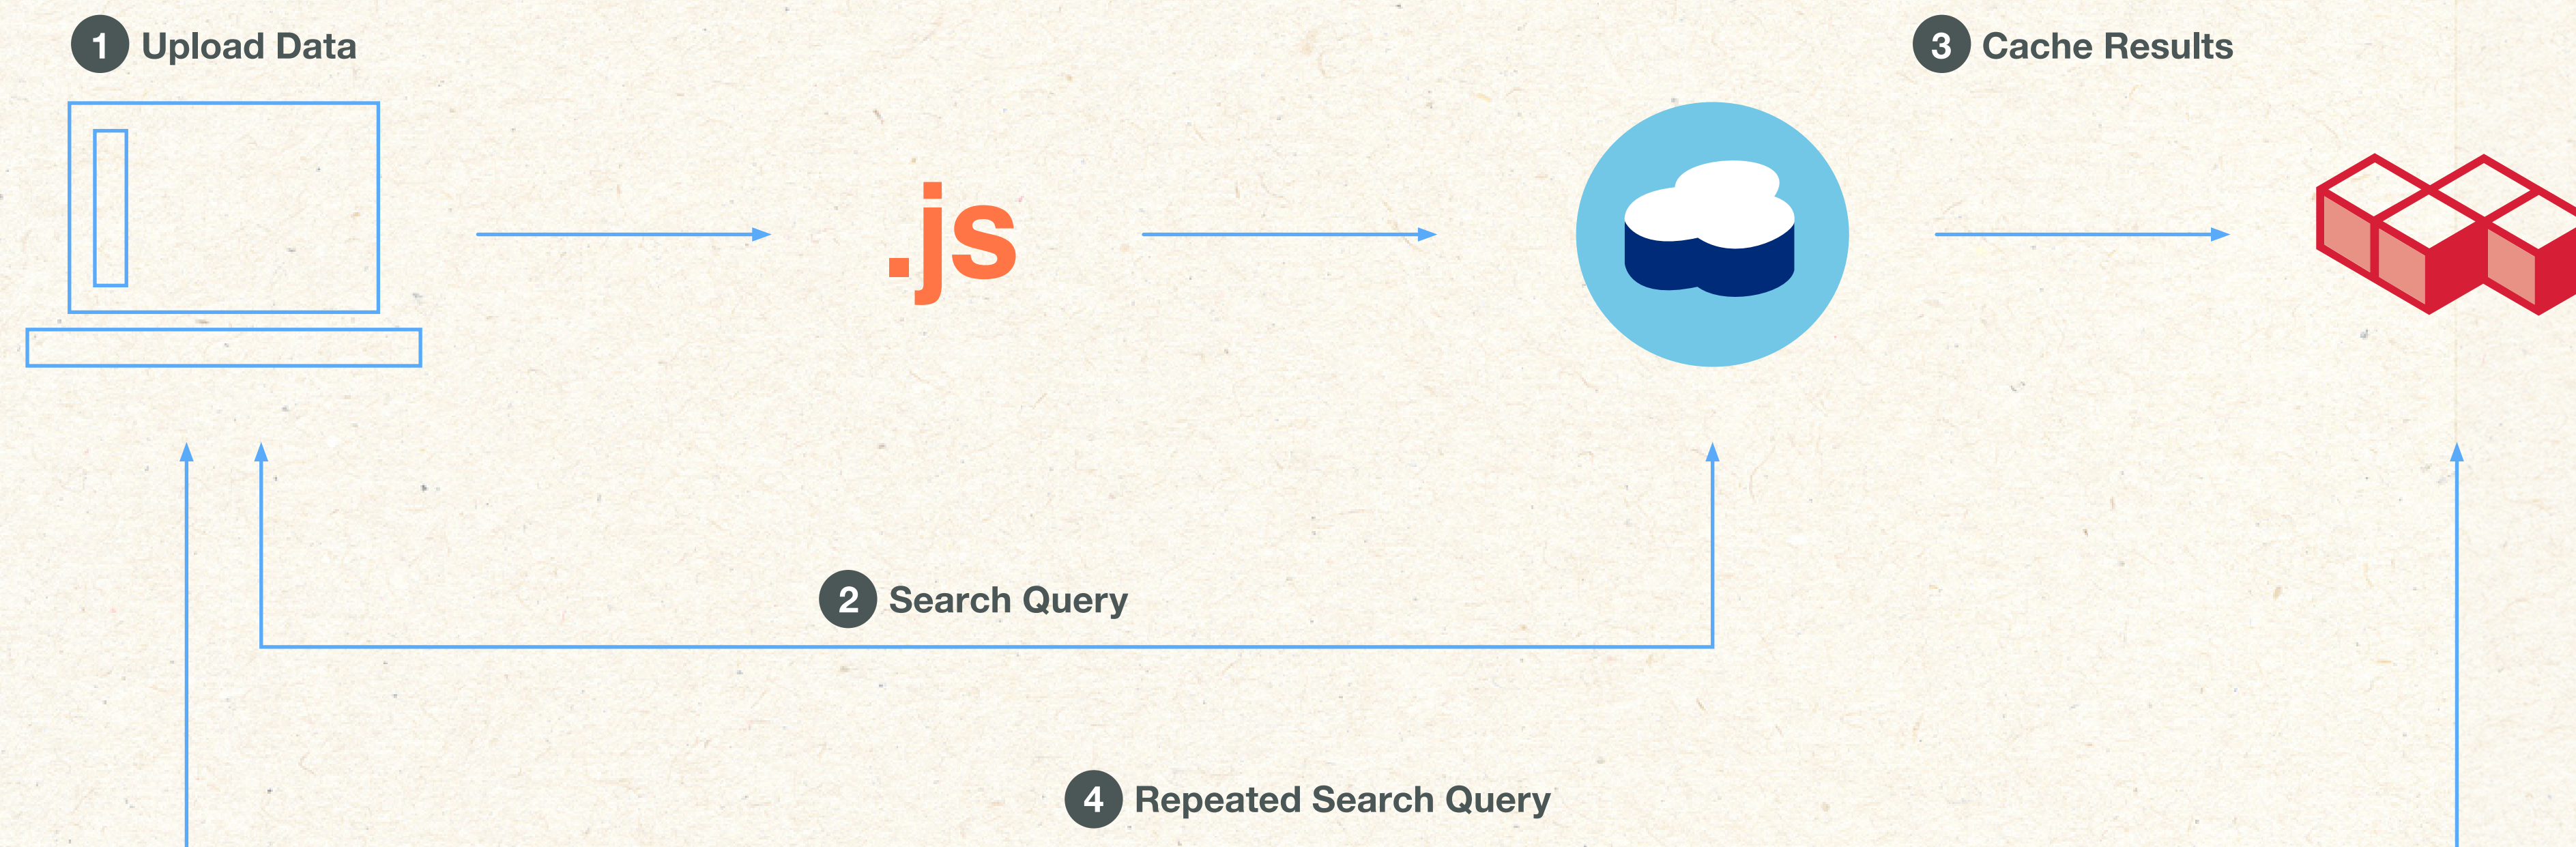 1 Upload Data
3 Cache Results
.js
2 Search Query
4 Repeated Search Query